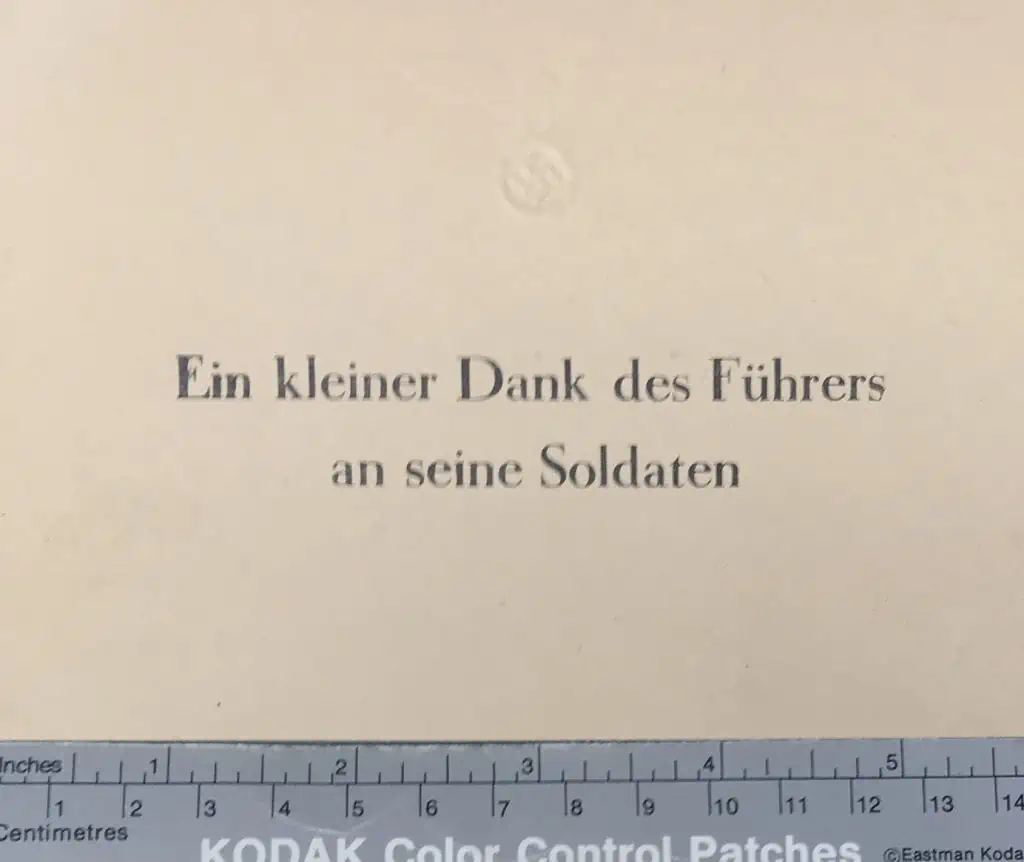 Ein kleiner Dank des Führers
an seine Soldaten
Inches 1 2 3 4 5
1 2 3 4 5 6 7 8 9 10 11 12 13 14
Centimetres
KODAK Color Control Patches
©Eastman Koda